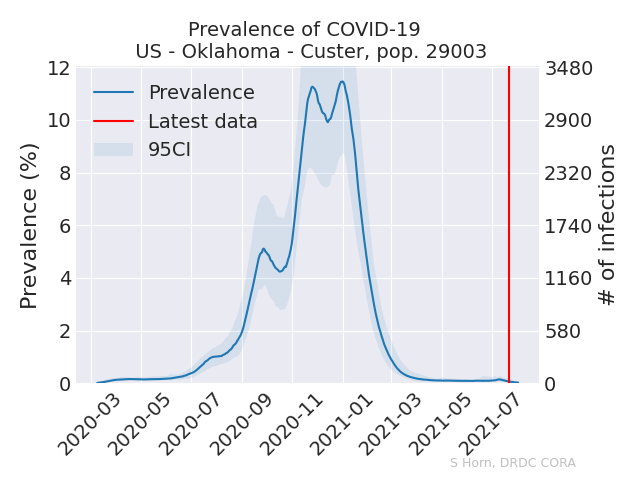 Prevalence of COVID-19
US - Oklahoma - Custer, pop. 29003
Prevalence (%)
12
10
8
6
4
2
0
Prevalence
Latest data
95CI
3480
2900
2320
1740
1160
580
0
# of infections
2020-03
2020-05
2020-07
2020-09
2020-11
2021-01
2021-03
2021-05
2021-07
S Horn, DRDC CORA